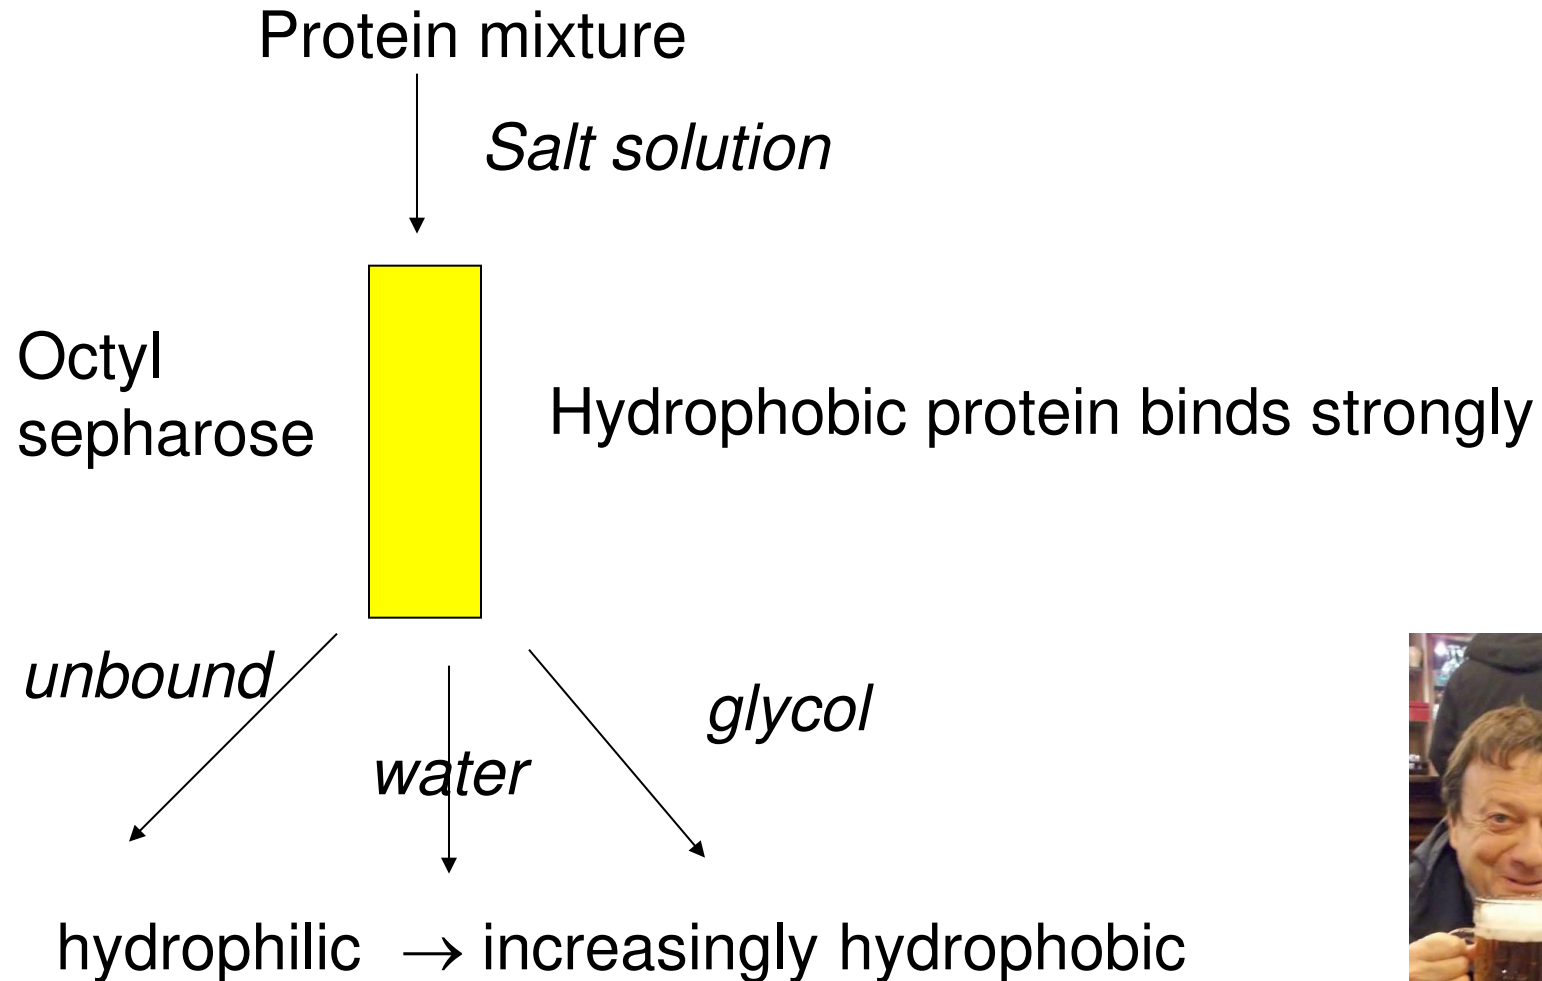 Protein mixture
Salt solution
Octyl
sepharose
Hydrophobic protein binds strongly
unbound
glycol
water
hydrophilic → increasingly hydrophobic